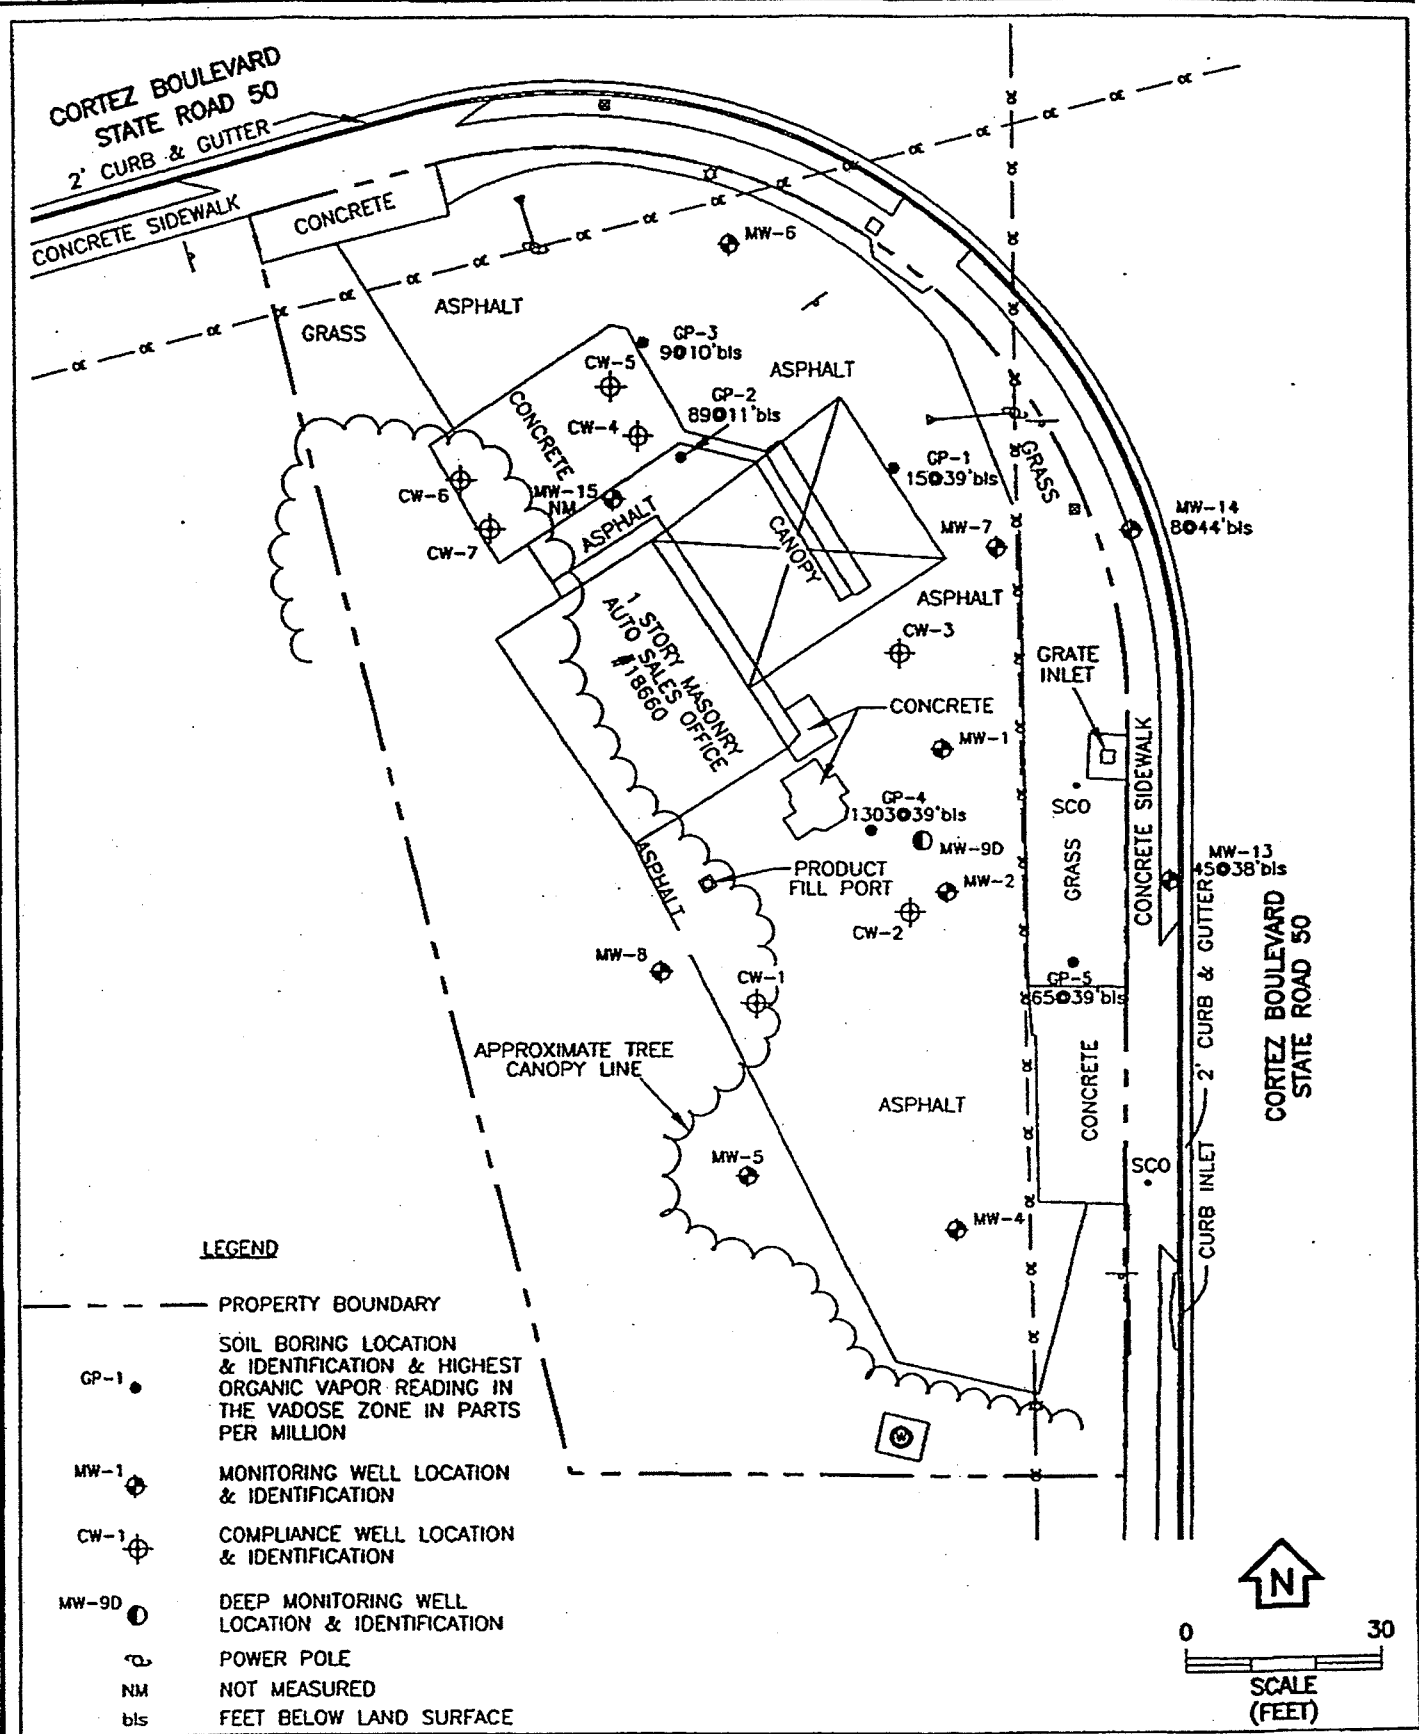 CORTEZ BOULEVARD
STATE ROAD 50
2' CURB & GUTTER
CONCRETE SIDEWALK
CONCRETE
MW-6
ASPHALT
GRASS
GP-3
9@10'bls
CW-5
ASPHALT
GP-2
89@11'bls
CONCRETE
CW-4
GP-1
15@39'bls
GRASS
CW-6
MW-15
NM
ASPHALT
CANOPY
MW-7
MW-14
8@44'bls
CW-7
ASPHALT
1 STORY MASONRY
AUTO SALES OFFICE
#18660
CW-3
GRATE
INLET
CONCRETE
MW-1
SCO
CONCRETE SIDEWALK
GP-4
1303@39'bls
MW-9D
GRASS
MW-13
45@38'bls
ASPHALT
PRODUCT
FILL PORT
MW-2
CW-2
MW-8
CW-1
GP-5
65@39'bls
2' CURB & GUTTER
CORTEZ BOULEVARD
STATE ROAD 50
APPROXIMATE TREE
CANOPY LINE
ASPHALT
CONCRETE
MW-5
SCO
CURB INLET
MW-4
W
LEGEND
PROPERTY BOUNDARY
GP-1
SOIL BORING LOCATION
& IDENTIFICATION & HIGHEST
ORGANIC VAPOR READING IN
THE VADOSE ZONE IN PARTS
PER MILLION
MW-1
MONITORING WELL LOCATION
& IDENTIFICATION
CW-1
COMPLIANCE WELL LOCATION
& IDENTIFICATION
MW-9D
DEEP MONITORING WELL
LOCATION & IDENTIFICATION
POWER POLE
NM
NOT MEASURED
bls
FEET BELOW LAND SURFACE
N
0 30
SCALE
(FEET)